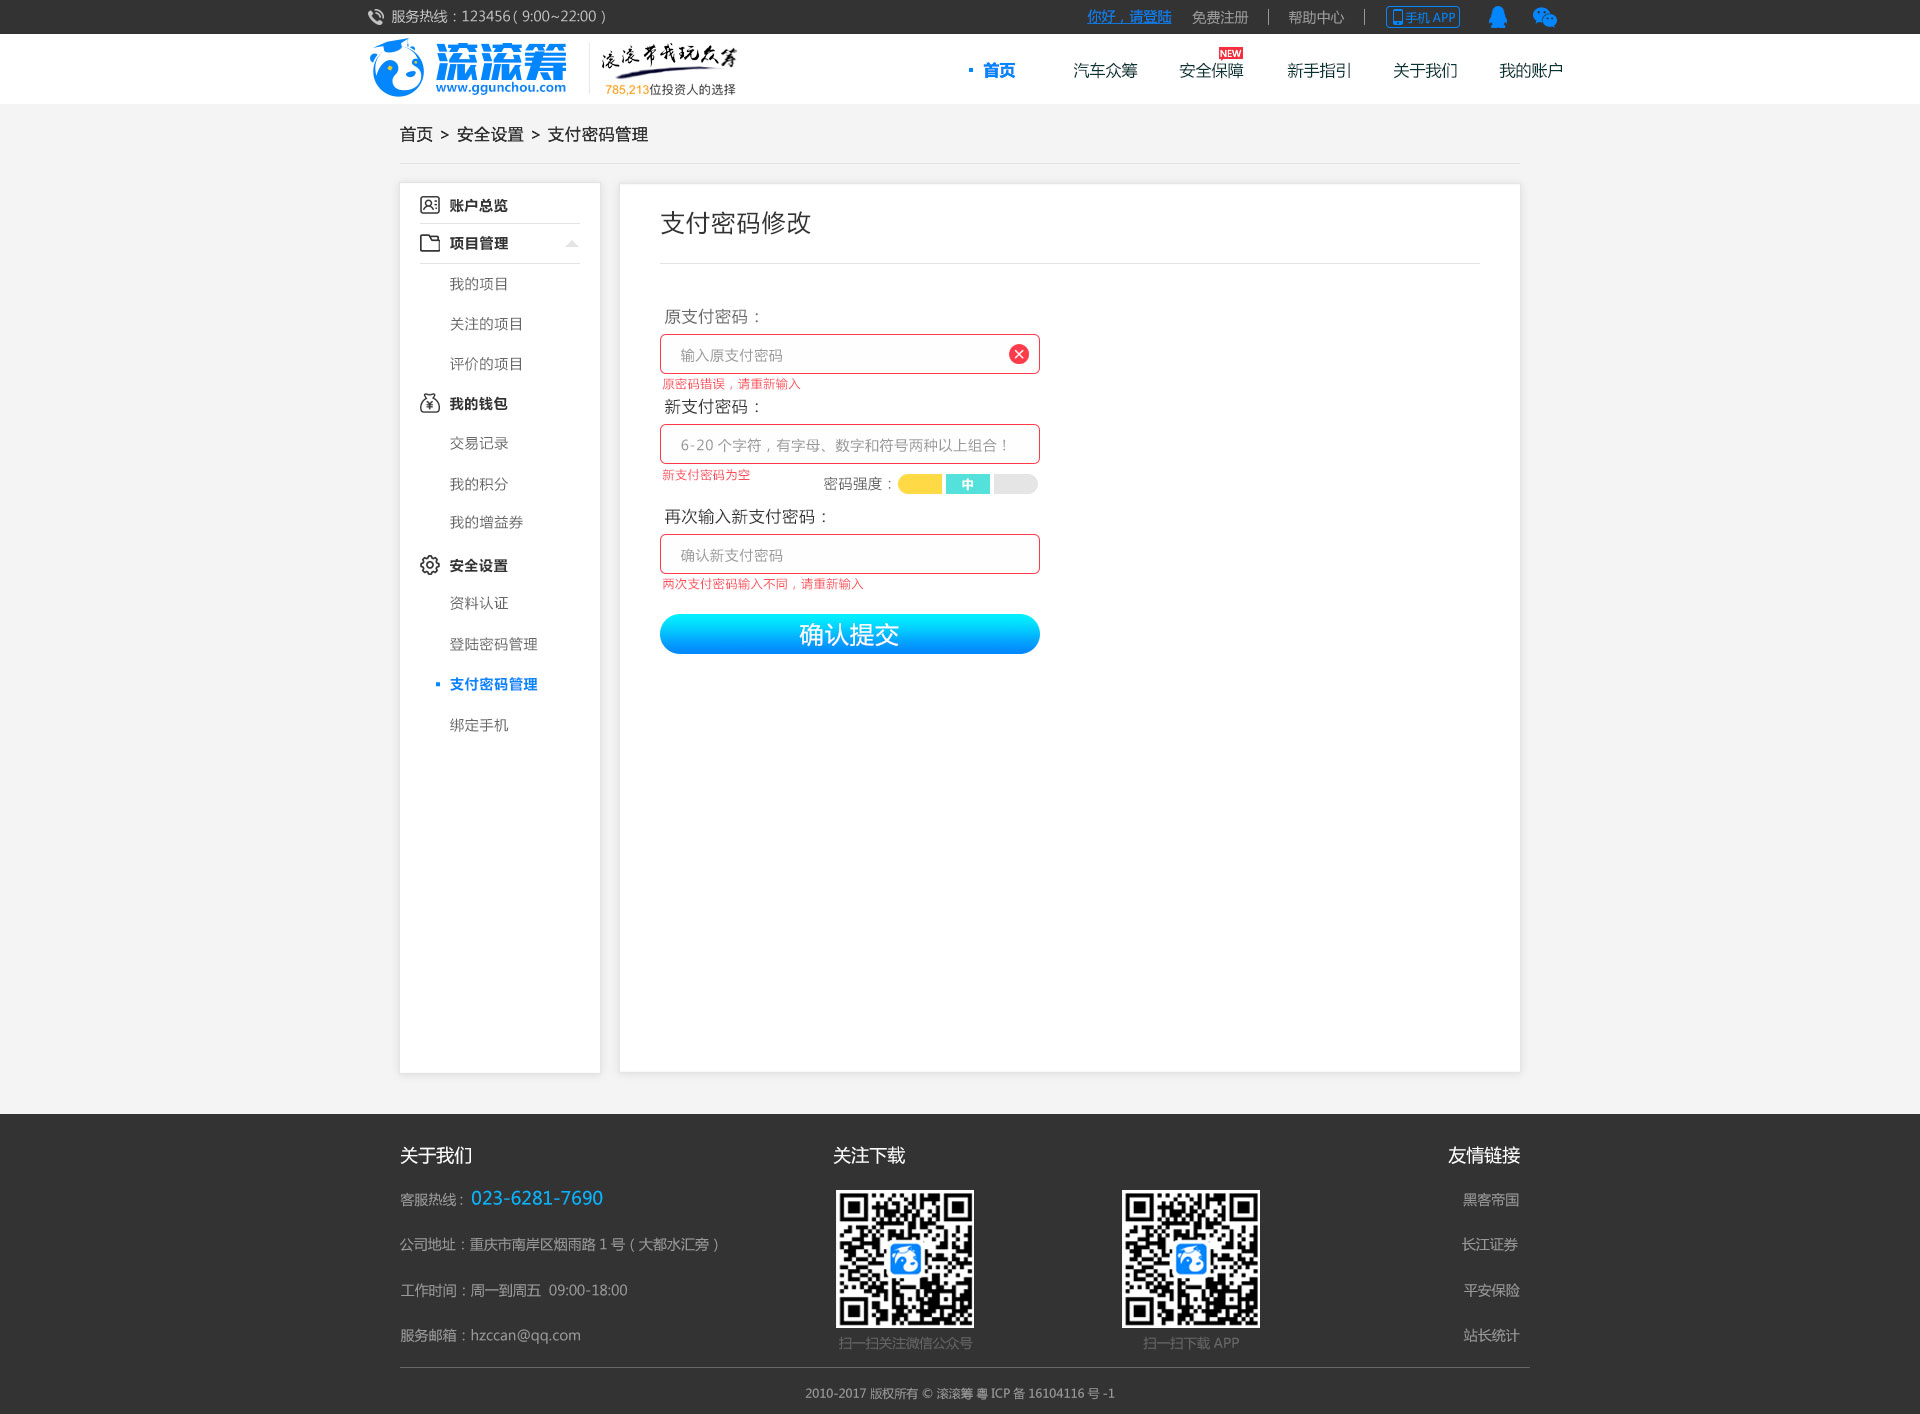 服务热线：123456（9:00~22:00）
你好，请登陆 免费注册 帮助中心 手机 APP
滚滚筹
www.ggunchou.com
滚滚带我玩众筹
785,213位投资人的选择
首页 汽车众筹 安全保障 NEW 新手指引 关于我们 我的账户
首页 > 安全设置 > 支付密码管理
账户总览
项目管理
我的项目
关注的项目
评价的项目
我的钱包
交易记录
我的积分
我的增益券
安全设置
资料认证
登陆密码管理
支付密码管理
绑定手机
支付密码修改
原支付密码：
输入原支付密码
原密码错误，请重新输入
新支付密码：
6-20 个字符，有字母、数字和符号两种以上组合！
新支付密码为空
密码强度： 中
再次输入新支付密码：
确认新支付密码
两次支付密码输入不同，请重新输入
确认提交
关于我们
客服热线：023-6281-7690
公司地址：重庆市南岸区烟雨路 1 号（大都水汇旁）
工作时间：周一到周五 09:00-18:00
服务邮箱：hzccan@qq.com
关注下载
扫一扫关注微信公众号
扫一扫下载 APP
友情链接
黑客帝国
长江证券
平安保险
站长统计
2010-2017 版权所有 © 滚滚筹 粤 ICP 备 16104116 号 -1